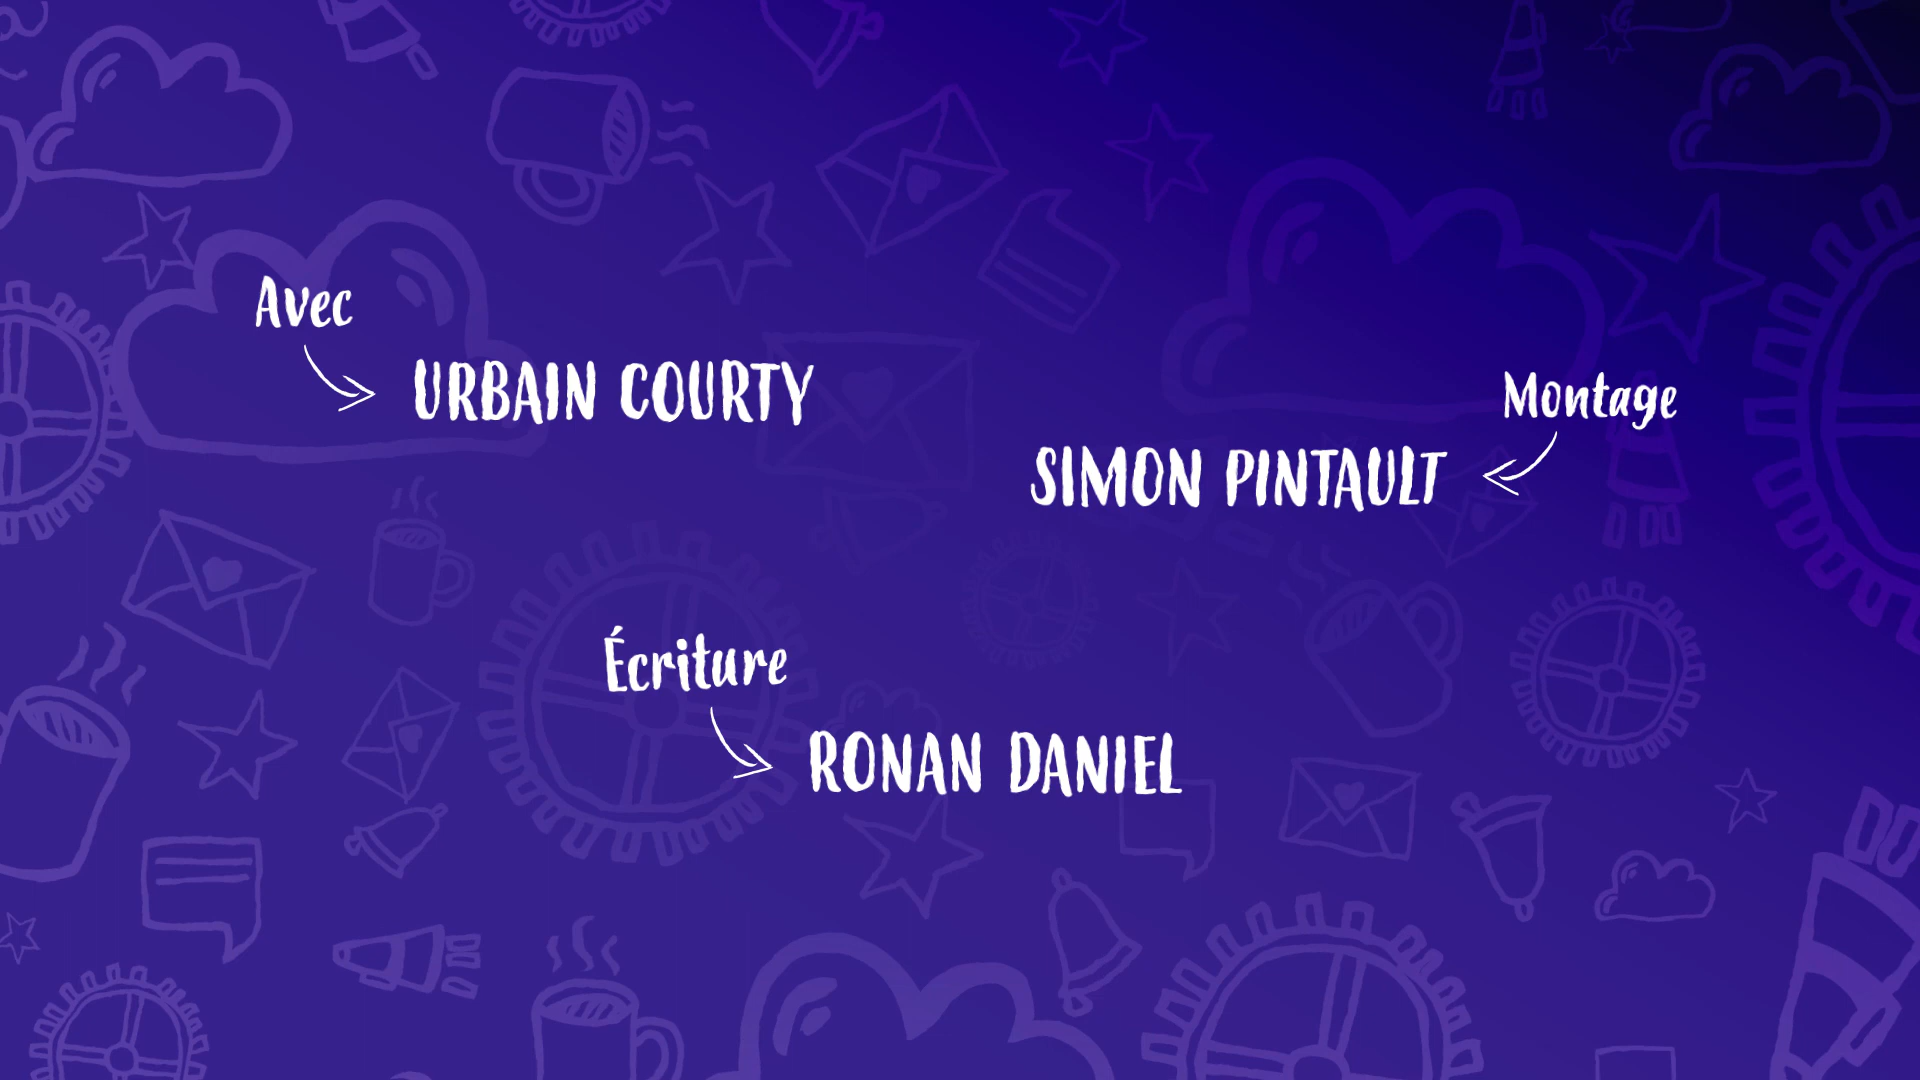 Avec
URBAIN COURTY
Montage
SIMON PINTAULT
Écriture
RONAN DANIEL